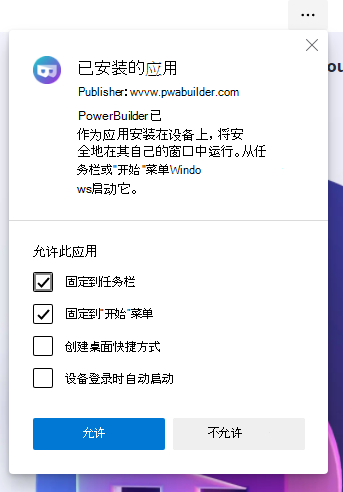 ou
已安装的应用
Publisher: www.pwabuilder.com
PowerBuilder已
作为应用安装在设备上，将安
全地在其自己的窗口中运行。从任
务栏或"开始 "菜单Windo
ws启动它。
允许此应用
固定到任务栏
固定到"开始"菜单
创建桌面快捷方式
设备登录时自动启动
允许
不允许